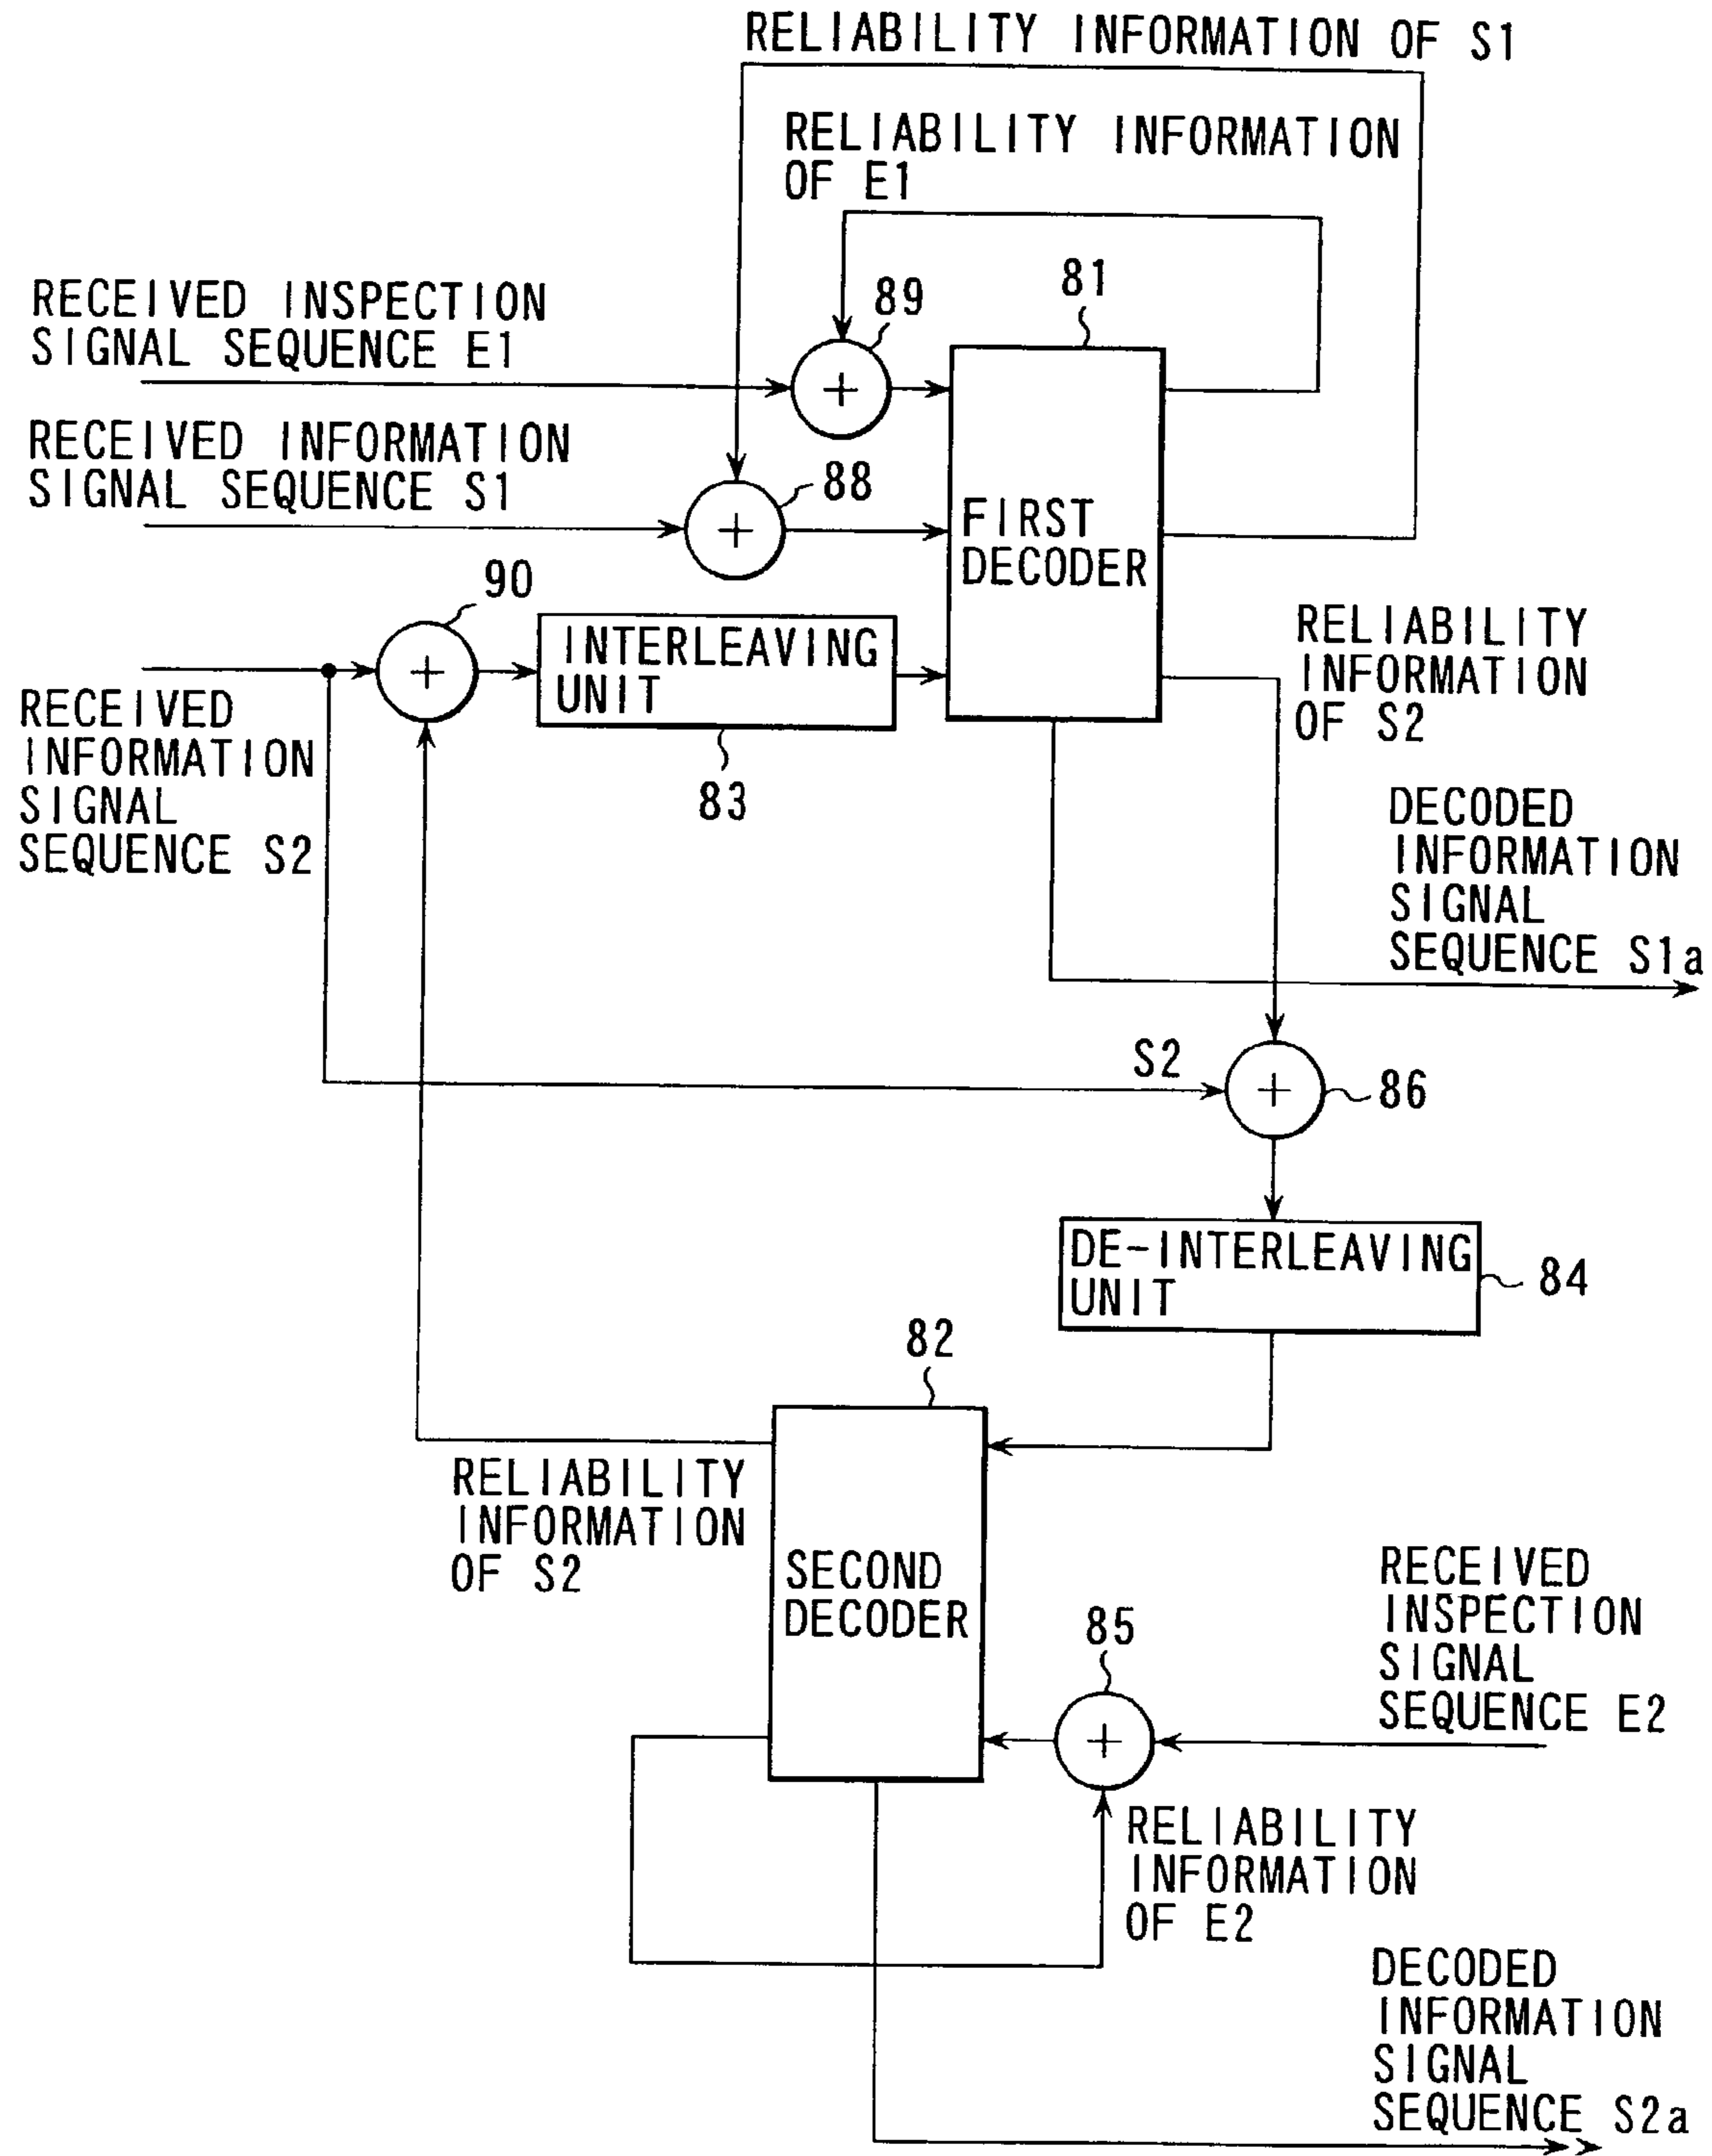 RELIABILITY INFORMATION OF S1
RELIABILITY INFORMATION
OF E1
RECEIVED INSPECTION
SIGNAL SEQUENCE E1
89
81
+
RECEIVED INFORMATION
SIGNAL SEQUENCE S1
88
+
FIRST
DECODER
90
+
INTERLEAVING
UNIT
83
RECEIVED
INFORMATION
SIGNAL
SEQUENCE S2
RELIABILITY
INFORMATION
OF S2
DECODED
INFORMATION
SIGNAL
SEQUENCE S1a
S2
+
86
DE-INTERLEAVING
UNIT
84
82
RELIABILITY
INFORMATION
OF S2
SECOND
DECODER
85
+
RECEIVED
INSPECTION
SIGNAL
SEQUENCE E2
RELIABILITY
INFORMATION
OF E2
DECODED
INFORMATION
SIGNAL
SEQUENCE S2a